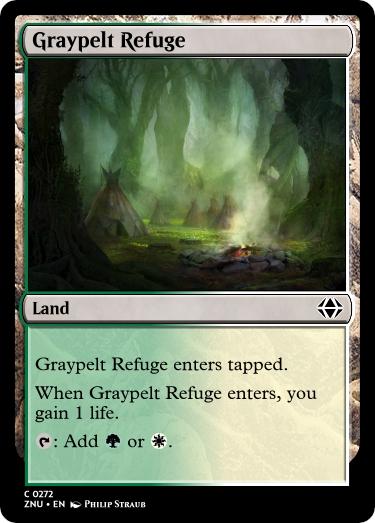 Graypelt Refuge
Land
Graypelt Refuge enters tapped.
When Graypelt Refuge enters, you
gain 1 life.
: Add or .
C 0272
ZNU • EN PHILIP STRAUB